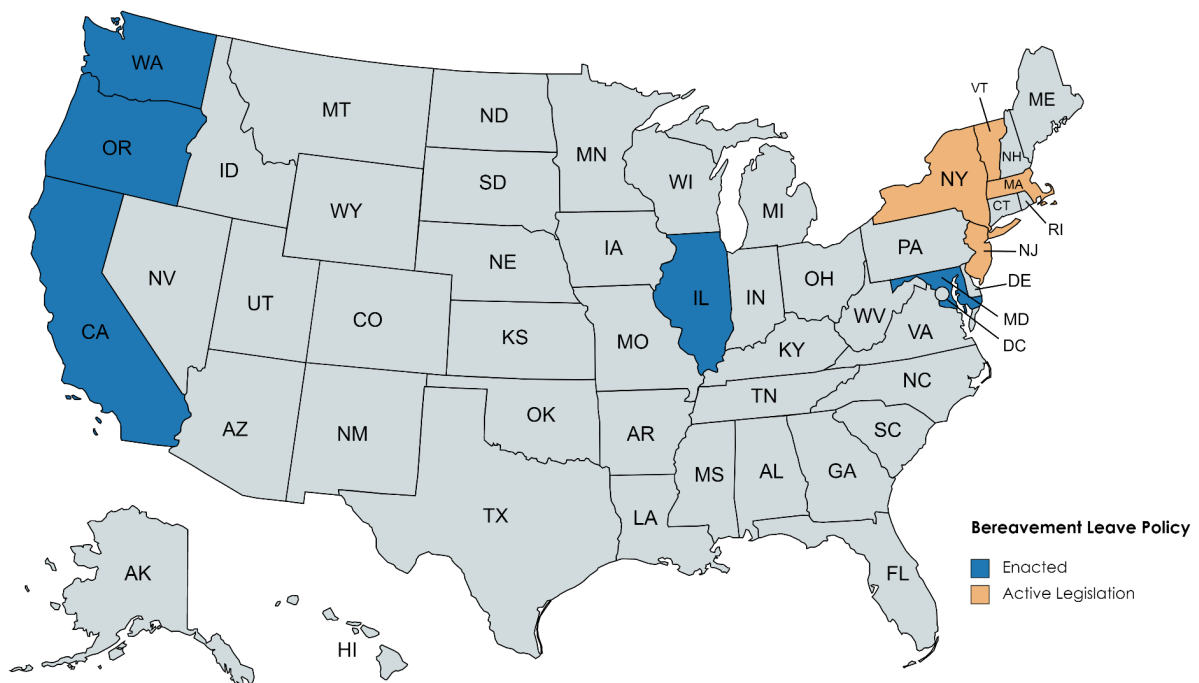 WA
MT
ND
MN
VT
ME
OR
ID
SD
WI
NH
NY
MA
WY
MI
CT
RI
IA
PA
NJ
NE
NV
OH
DE
UT
IL
IN
CA
CO
WV
MD
KS
MO
VA
DC
KY
NC
TN
OK
AZ
NM
AR
SC
MS
AL
GA
TX
LA
Bereavement Leave Policy
Enacted
AK
FL
Active Legislation
HI